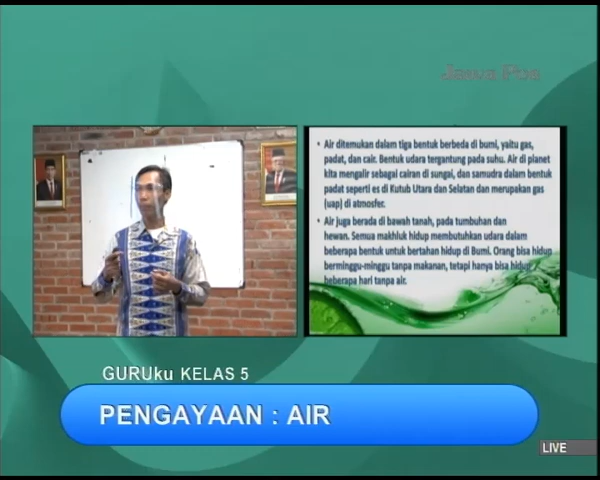 Jawa Pos
• Air ditemukan dalam tiga bentuk berbeda di bumi, yaitu gas,
padat, dan cair. Bentuk udara tergantung pada suhu. Air di planet
kita mengalir sebagai cairan di sungai, dan samudra dalam bentuk
padat seperti es di Kutub Utara dan Selatan dan merupakan gas
(uap) di atmosfer.
• Air juga berada di bawah tanah, pada tumbuhan dan
hewan. Semua makhluk hidup membutuhkan udara dalam
beberapa bentuk untuk bertahan hidup di Bumi. Orang bisa hidup
berminggu-minggu tanpa makanan, tetapi hanya bisa hidup
beberapa hari tanpa air.
GURUku KELAS 5
PENGAYAAN : AIR
LIVE